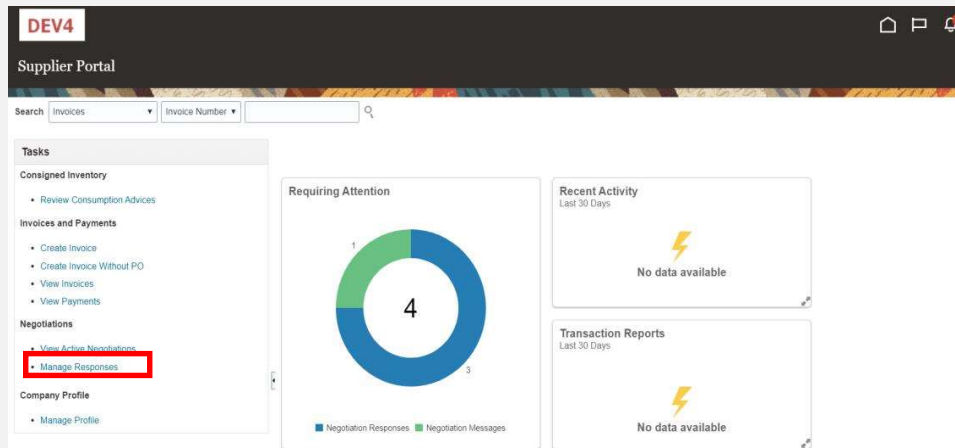 DEV4
Supplier Portal
Search Invoices Invoice Number
Tasks
Consigned Inventory
• Review Consumption Advices
Invoices and Payments
• Create Invoice
• Create Invoice Without PO
• View Invoices
• View Payments
Negotiations
• View Active Negotiations
• Manage Responses
Company Profile
• Manage Profile
Requiring Attention
1
4
3
Negotiation Responses Negotiation Messages
Recent Activity
Last 30 Days
No data available
Transaction Reports
Last 30 Days
No data available